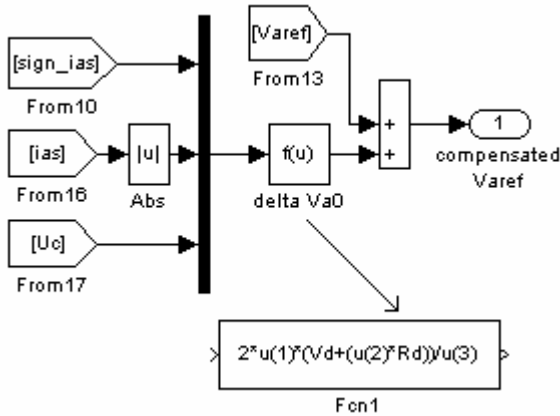 [sign_ias]
From10
[Varef]
From13
[ias]
From16
|u|
Abs
f(u)
delta Va0
+
+
1
compensated
Varef
[Uc]
From17
2*u(1)*(Vd+(u(2)*Rd))/u(3)
Fcn1